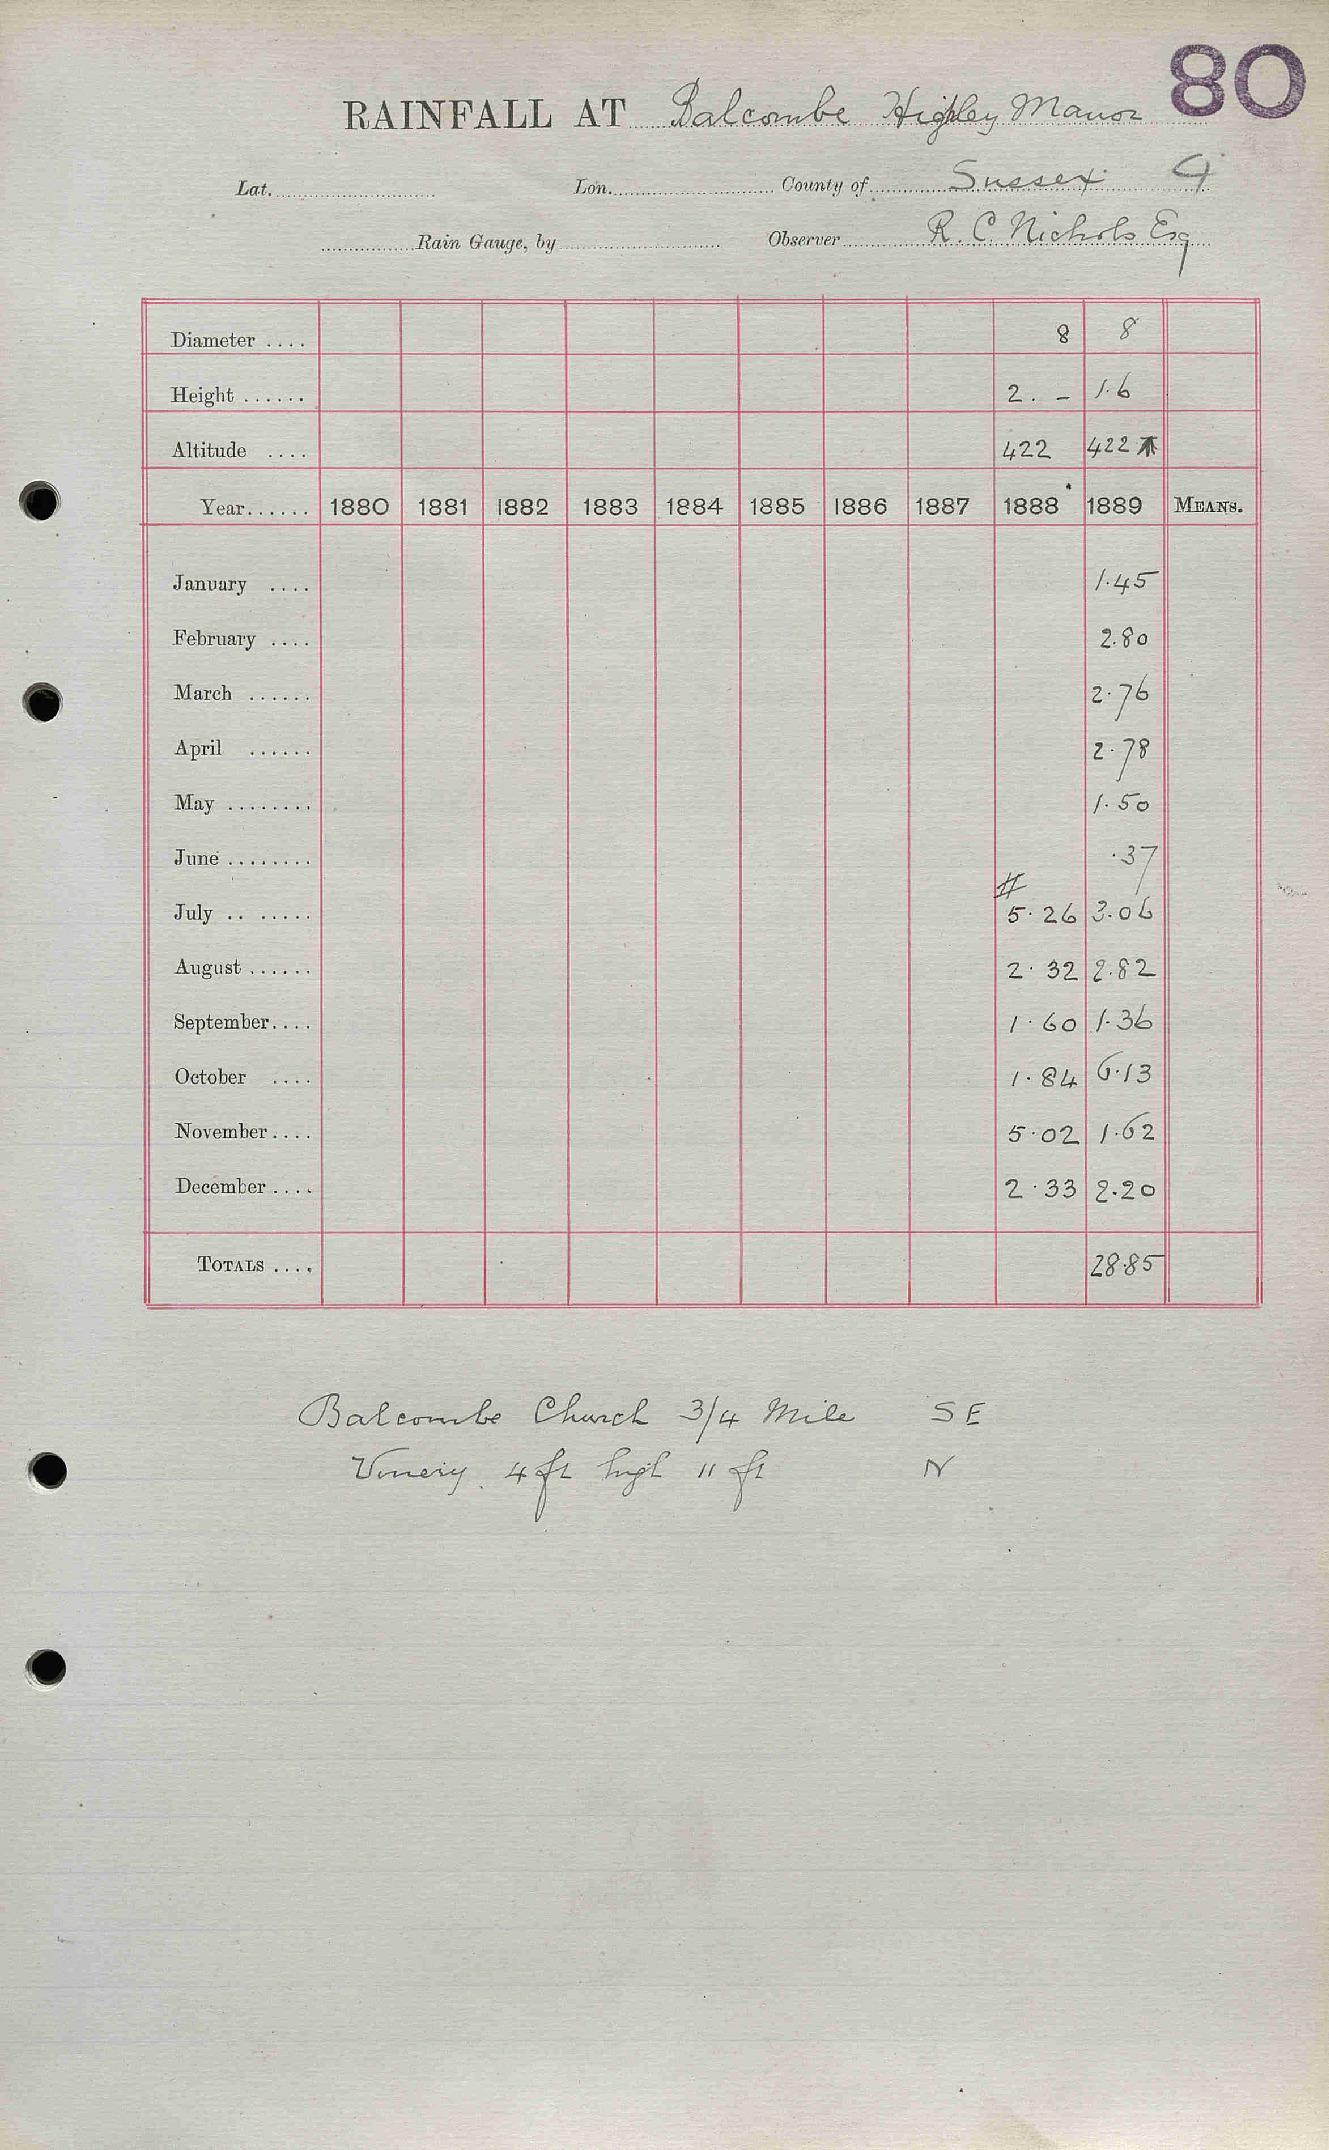 80
RAINFALL AT Balcombe Highley Manor
Lat. Lon. County of Sussex 4
Rain Gauge, by Observer R. C. Nichols Esq
Diameter .... 8 8
Height ...... 2. – 1.6
Altitude .... 422 422
Year...... 1880 1881 1882 1883 1884 1885 1886 1887 1888 1889 MEANS.
January .... 1.45
February .... 2.80
March ...... 2.76
April ...... 2.78
May ........ 1.50
June ........ .37
#
July .. ...... 5.26 3.06
August ...... 2.32 2.82
September.... 1.60 1.36
October .... 1.84 6.13
November.... 5.02 1.62
December.... 2.33 2.20
TOTALS .... 28.85
Balcombe Church 3/4 Mile SE
Vinery 4 ft high 11 ft N